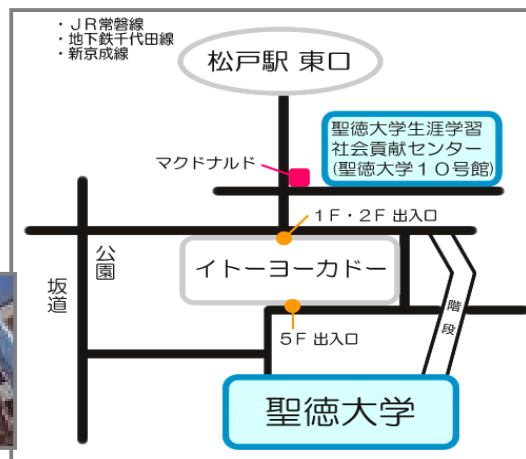 ・ＪＲ常磐線
・地下鉄千代田線
・新京成線
松戸駅 東口
聖徳大学生涯学習
社会貢献センター
(聖徳大学１０号館)
マクドナルド
１Ｆ・２Ｆ 出入口
公園
坂道
イトーヨーカドー
階段
５Ｆ 出入口
聖徳大学